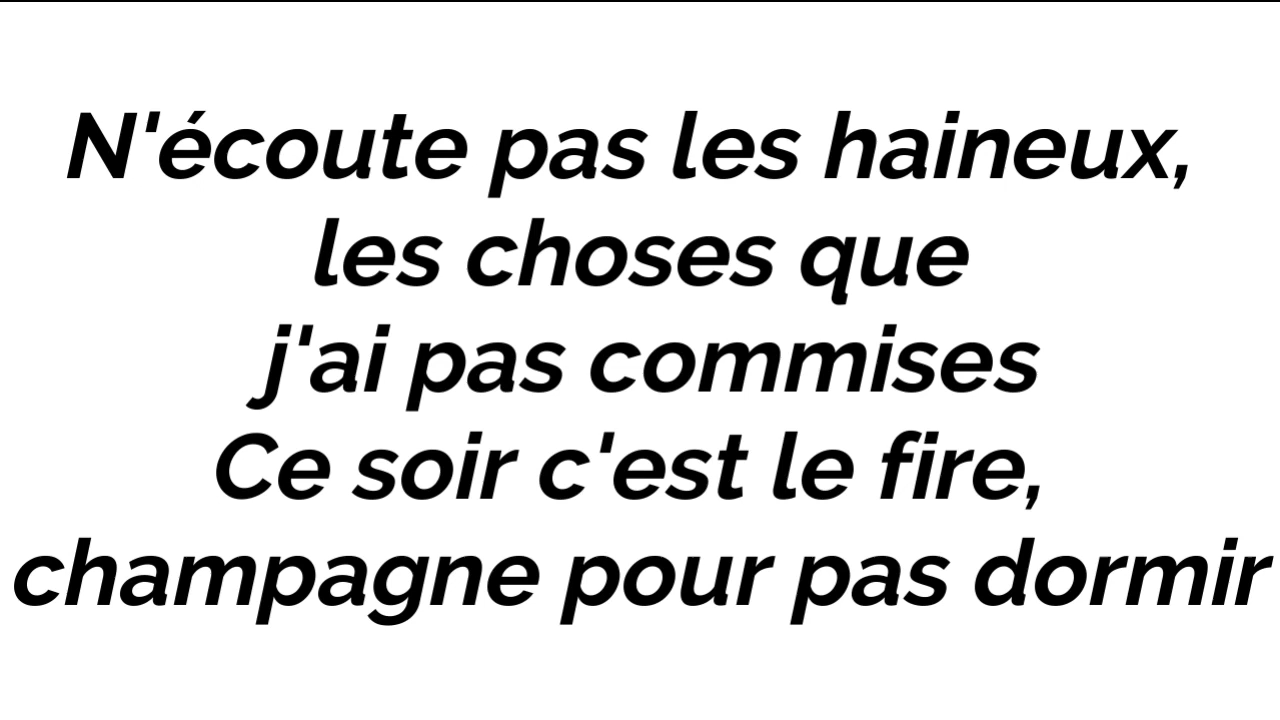 N'écoute pas les haineux,
les choses que
j'ai pas commises
Ce soir c'est le fire,
champagne pour pas dormir